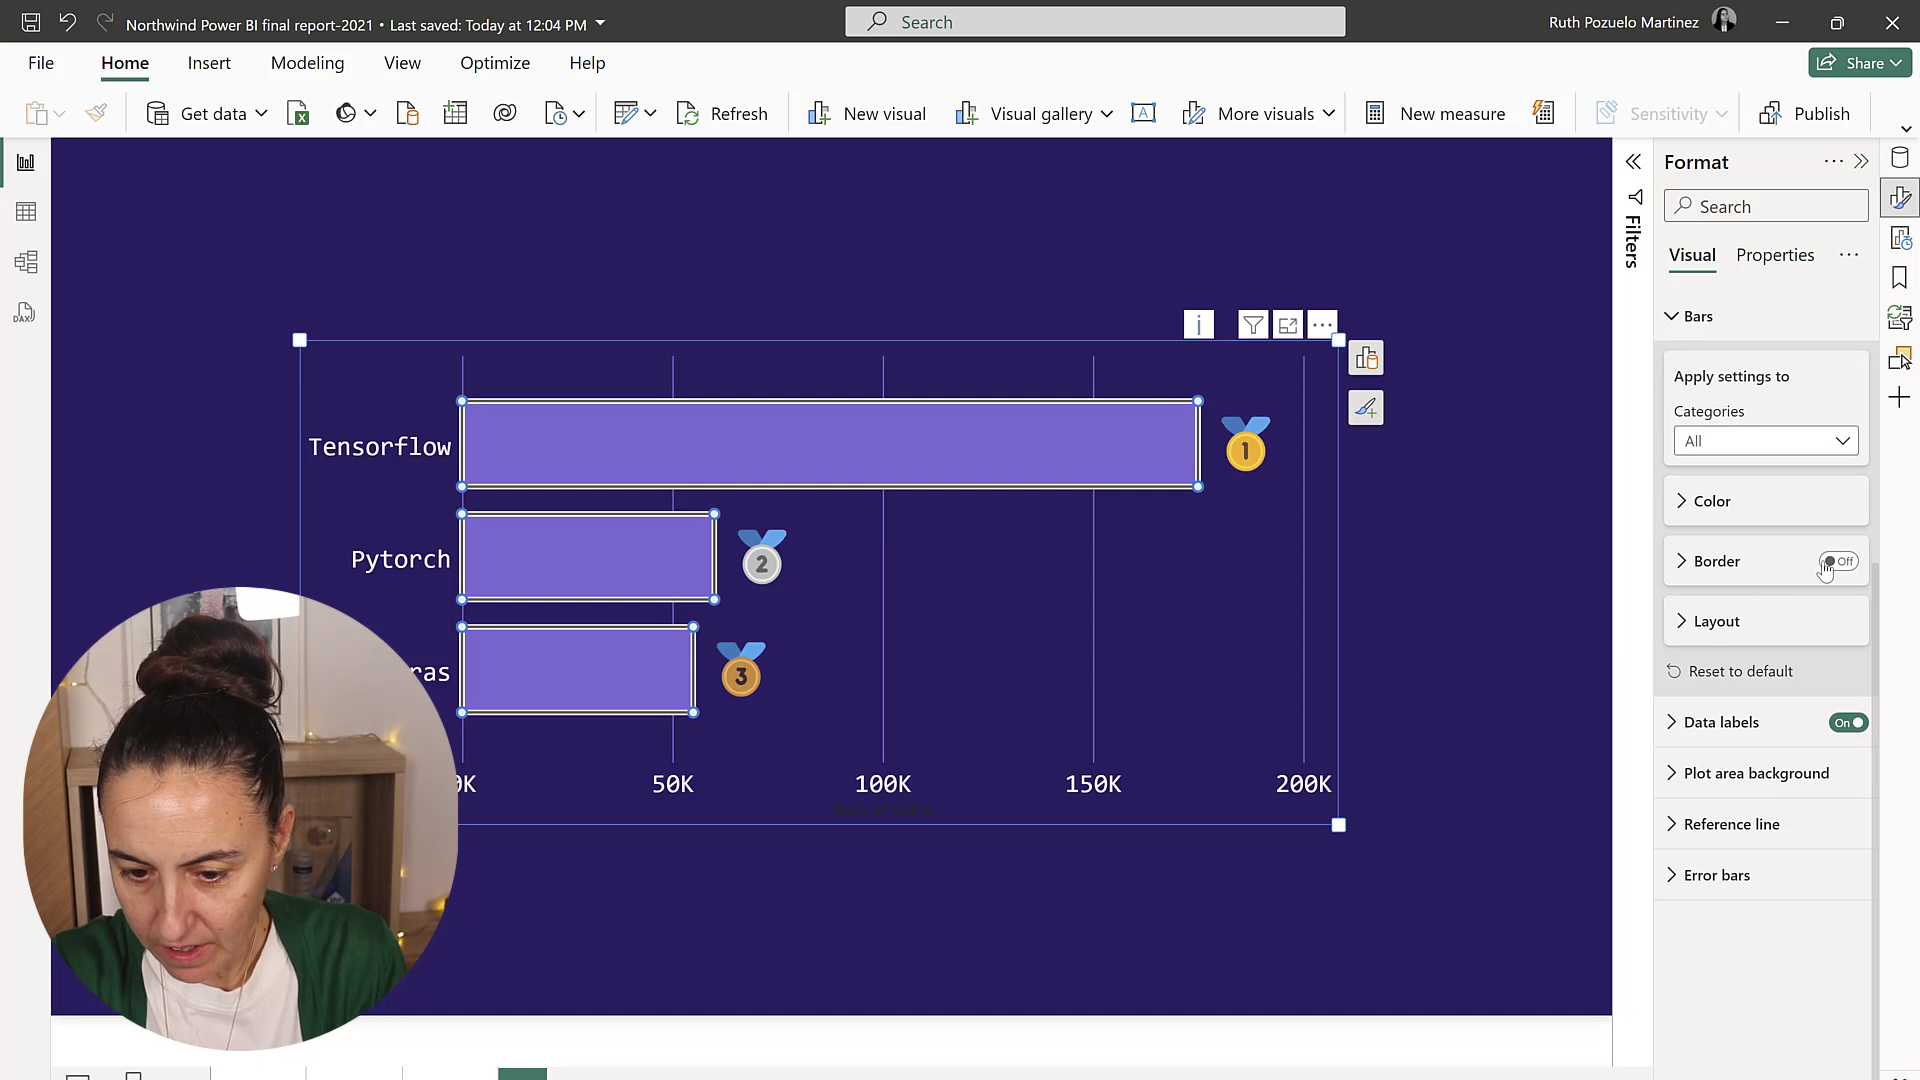 Northwind Power BI final report-2021 • Last saved: Today at 12:04 PM
Search
Ruth Pozuelo Martinez
File
Home
Insert
Modeling
View
Optimize
Help
Share
Get data
Refresh
New visual
Visual gallery
More visuals
New measure
Sensitivity
Publish
Format
Search
Filters
Visual
Properties
Bars
Apply settings to
Categories
All
Color
Border
Off
Layout
Reset to default
Data labels
On
Plot area background
Reference line
Error bars
DAX
Tensorflow
1
Pytorch
2
ras
3
0K
50K
100K
150K
200K